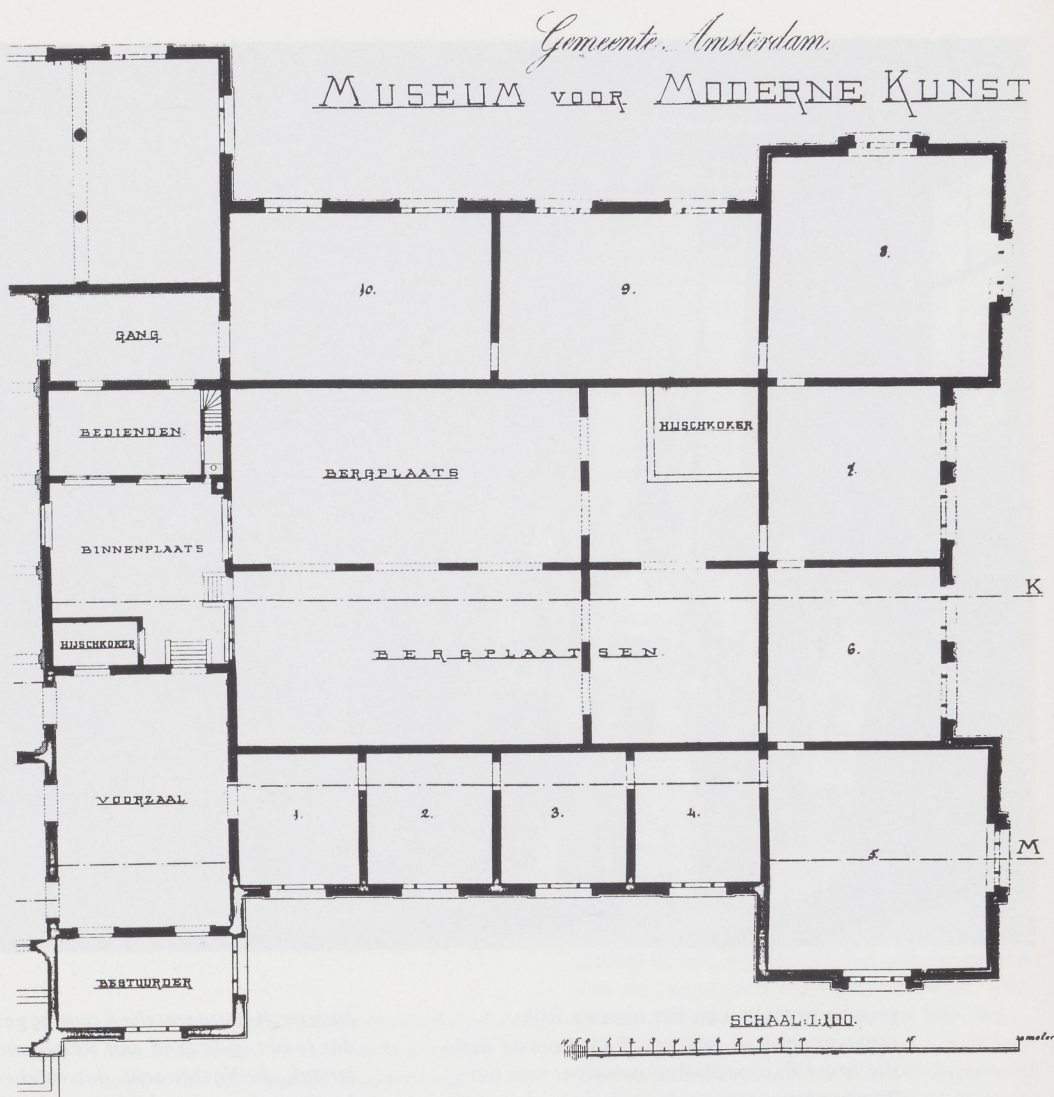 Gemeente Amsterdam.
MUSEUM VOOR MODERNE KUNST
8.
10.
9.
GANG
BEDIENDEN
HIJSCHKOKER
BERGPLAATS
7.
BINNENPLAATS
K
HIJSCHKOKER
BERGPLAATSEN
6.
VOORZAAL
1.
2.
3.
4.
5
M
BESTUURDER
SCHAAL 1:100.